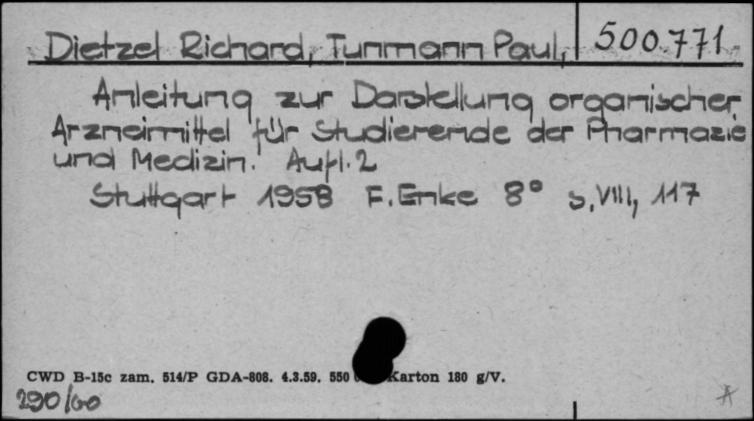 Dietzel Richard, Tunmann Paul, 500.771
Anleitung zur Darstellung organischer
Arzneimittel für Studierende der Pharmazie
und Medizin. Aufl. 2
Stuttgart 1958 F. Enke 8° s. VIII, 117
CWD B-15c zam. 514/P GDA-808. 4.3.59. 550 Karton 180 g/V.
290/60
A